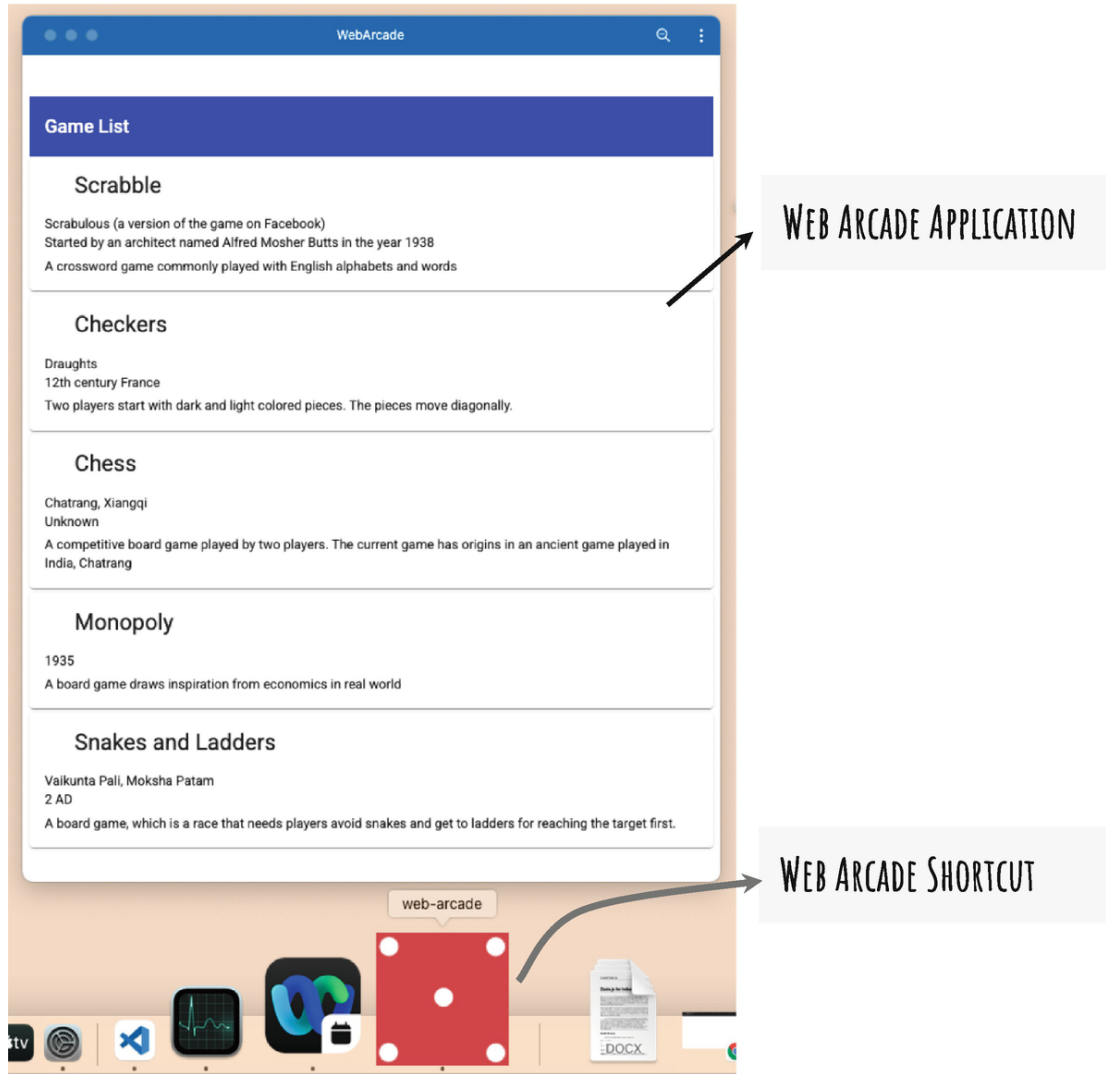 WebArcade
Game List
Scrabble
Scrabulous (a version of the game on Facebook)
Started by an architect named Alfred Mosher Butts in the year 1938
A crossword game commonly played with English alphabets and words
Checkers
Draughts
12th century France
Two players start with dark and light colored pieces. The pieces move diagonally.
Chess
Chatrang, Xiangqi
Unknown
A competitive board game played by two players. The current game has origins in an ancient game played in
India, Chatrang
Monopoly
1935
A board game draws inspiration from economics in real world
Snakes and Ladders
Vaikunta Pali, Moksha Patam
2 AD
A board game, which is a race that needs players avoid snakes and get to ladders for reaching the target first.
WEB ARCADE APPLICATION
WEB ARCADE SHORTCUT
web-arcade
tv
DOCX